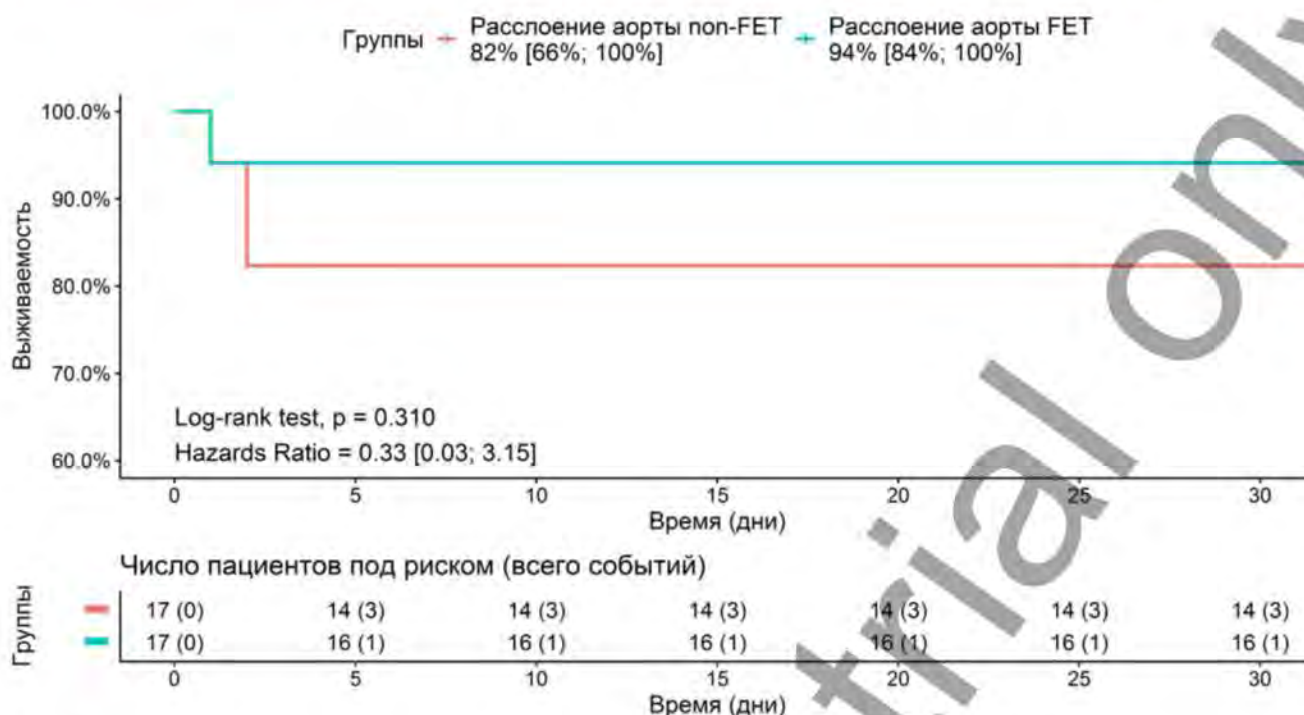 Группы Расслоение аорты non-FET Расслоение аорты FET
82% [66%; 100%] 94% [84%; 100%]
100.0%
90.0%
80.0%
70.0%
60.0%
Выживаемость
Log-rank test, p = 0.310
Hazards Ratio = 0.33 [0.03; 3.15]
0 5 10 15 20 25 30
Время (дни)
Число пациентов под риском (всего событий)
Группы
17 (0) 14 (3) 14 (3) 14 (3) 14 (3) 14 (3) 14 (3)
17 (0) 16 (1) 16 (1) 16 (1) 16 (1) 16 (1) 16 (1)
0 5 10 15 20 25 30
Время (дни)
trial only